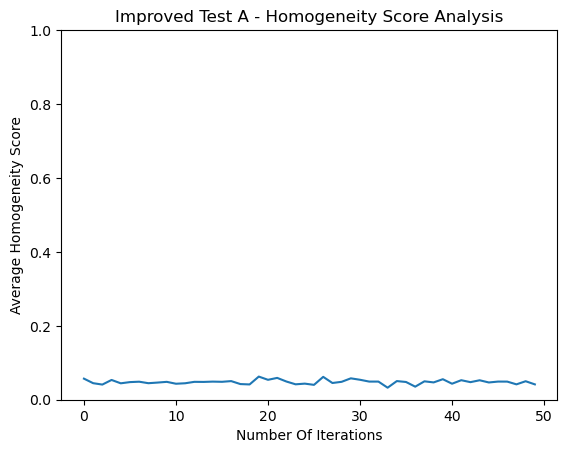 Improved Test A - Homogeneity Score Analysis
1.0
0.8
0.6
0.4
0.2
0.0
Average Homogeneity Score
0 10 20 30 40 50
Number Of Iterations